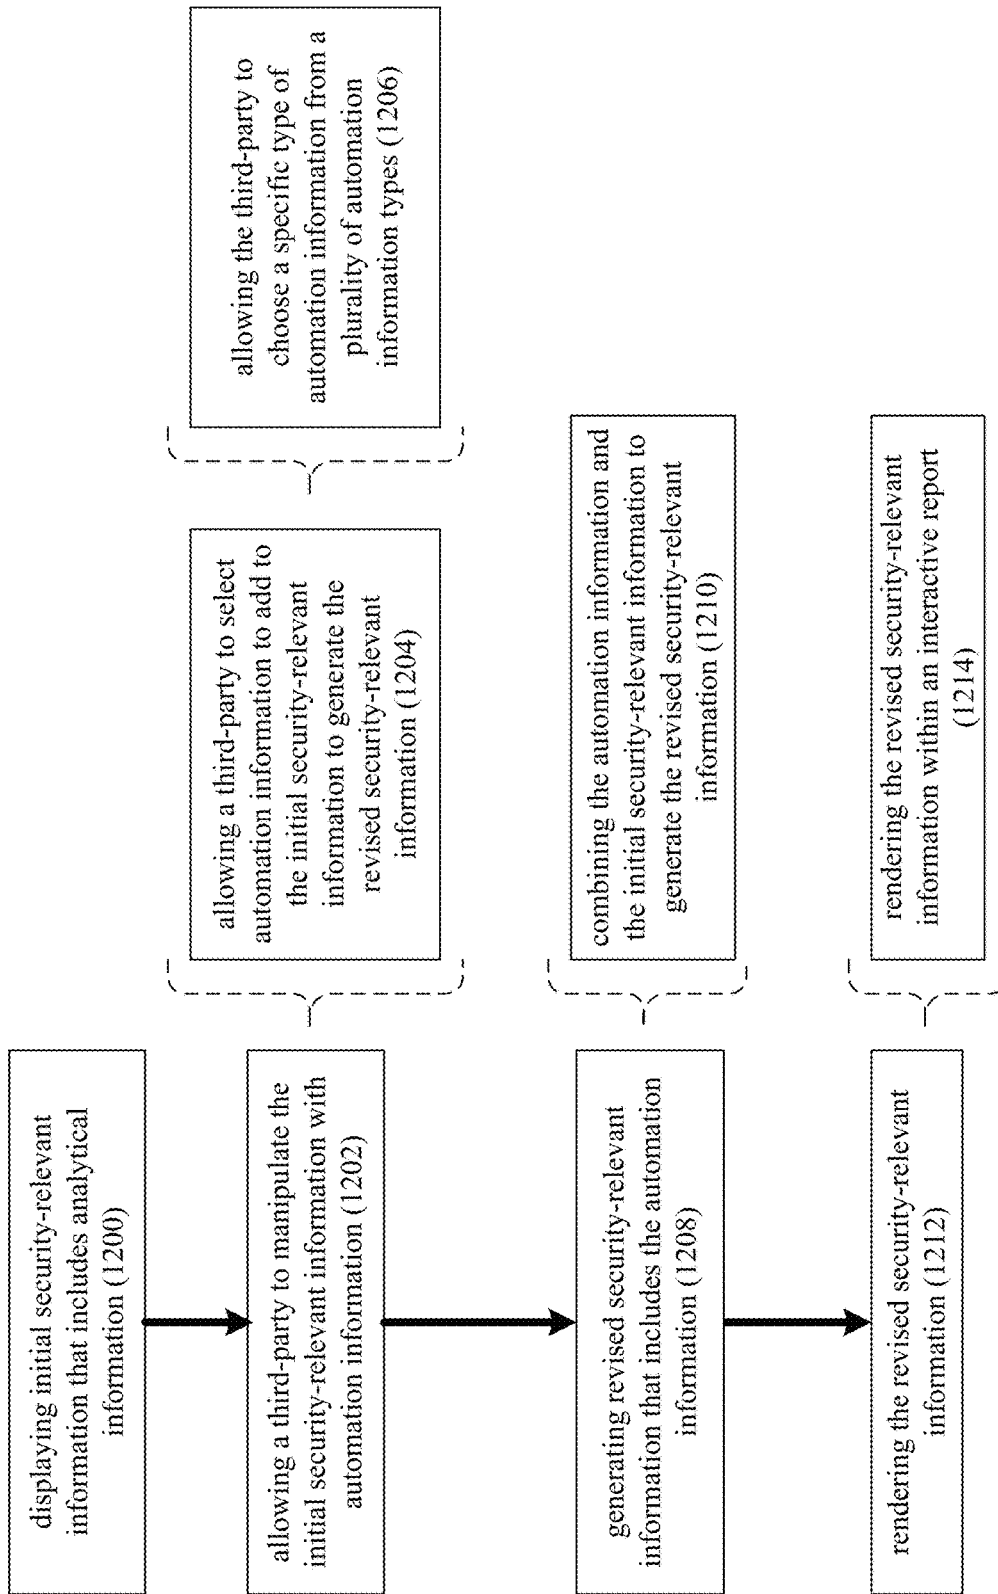 displaying initial security-relevant
information that includes analytical
information (1200)
allowing a third-party to manipulate the
initial security-relevant information with
automation information (1202)
allowing a third-party to select
automation information to add to
the initial security-relevant
information to generate the
revised security-relevant
information (1204)
allowing the third-party to
choose a specific type of
automation information from a
plurality of automation
information types (1206)
generating revised security-relevant
information that includes the automation
information (1208)
combining the automation information and
the initial security-relevant information to
generate the revised security-relevant
information (1210)
rendering the revised security-relevant
information (1212)
rendering the revised security-relevant
information within an interactive report
(1214)